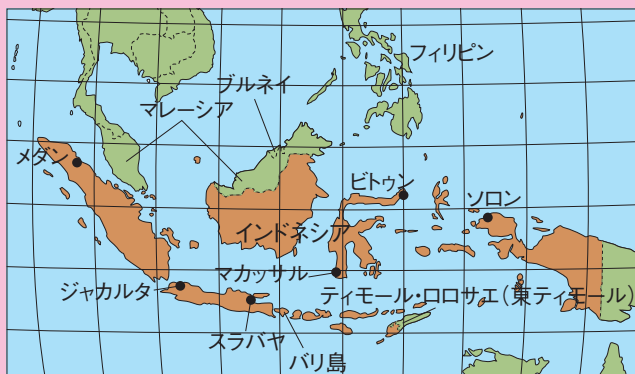 フィリピン
ブルネイ
マレーシア
メダン
ビトゥン
ソロン
インドネシア
マカッサル
ジャカルタ
ティモール・ロロサエ(東ティモール)
スラバヤ
バリ島